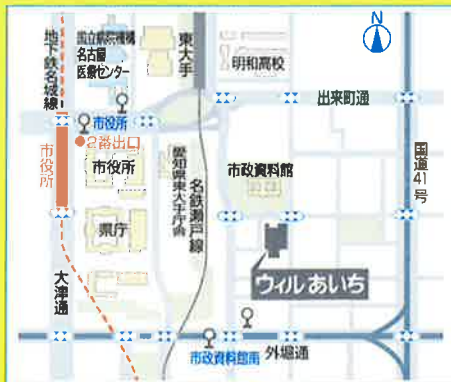 N
地下鉄名城線
国立病院機構
名古屋
医療センター
東大手
明和高校
出来町通
市役所
2番出口
市役所
市役所
愛知県東大手庁舎
名鉄瀬戸線
市政資料館
国道41号
県庁
ウィルあいち
大津通
市政資料館南
外堀通